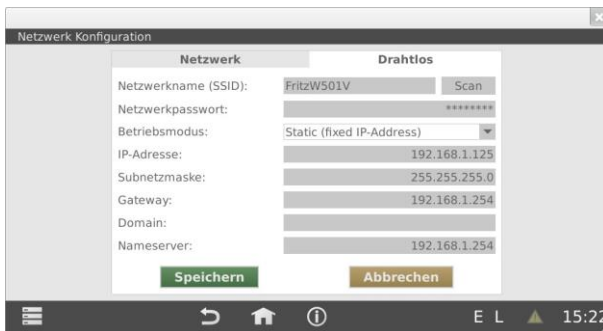 Netzwerk Konfiguration
Netzwerk Drahtlos
Netzwerkname (SSID): FritzW501V Scan
Netzwerkpasswort: ********
Betriebsmodus: Static (fixed IP-Address)
IP-Adresse: 192.168.1.125
Subnetzmaske: 255.255.255.0
Gateway: 192.168.1.254
Domain:
Nameserver: 192.168.1.254
Speichern Abbrechen
E L 15:22